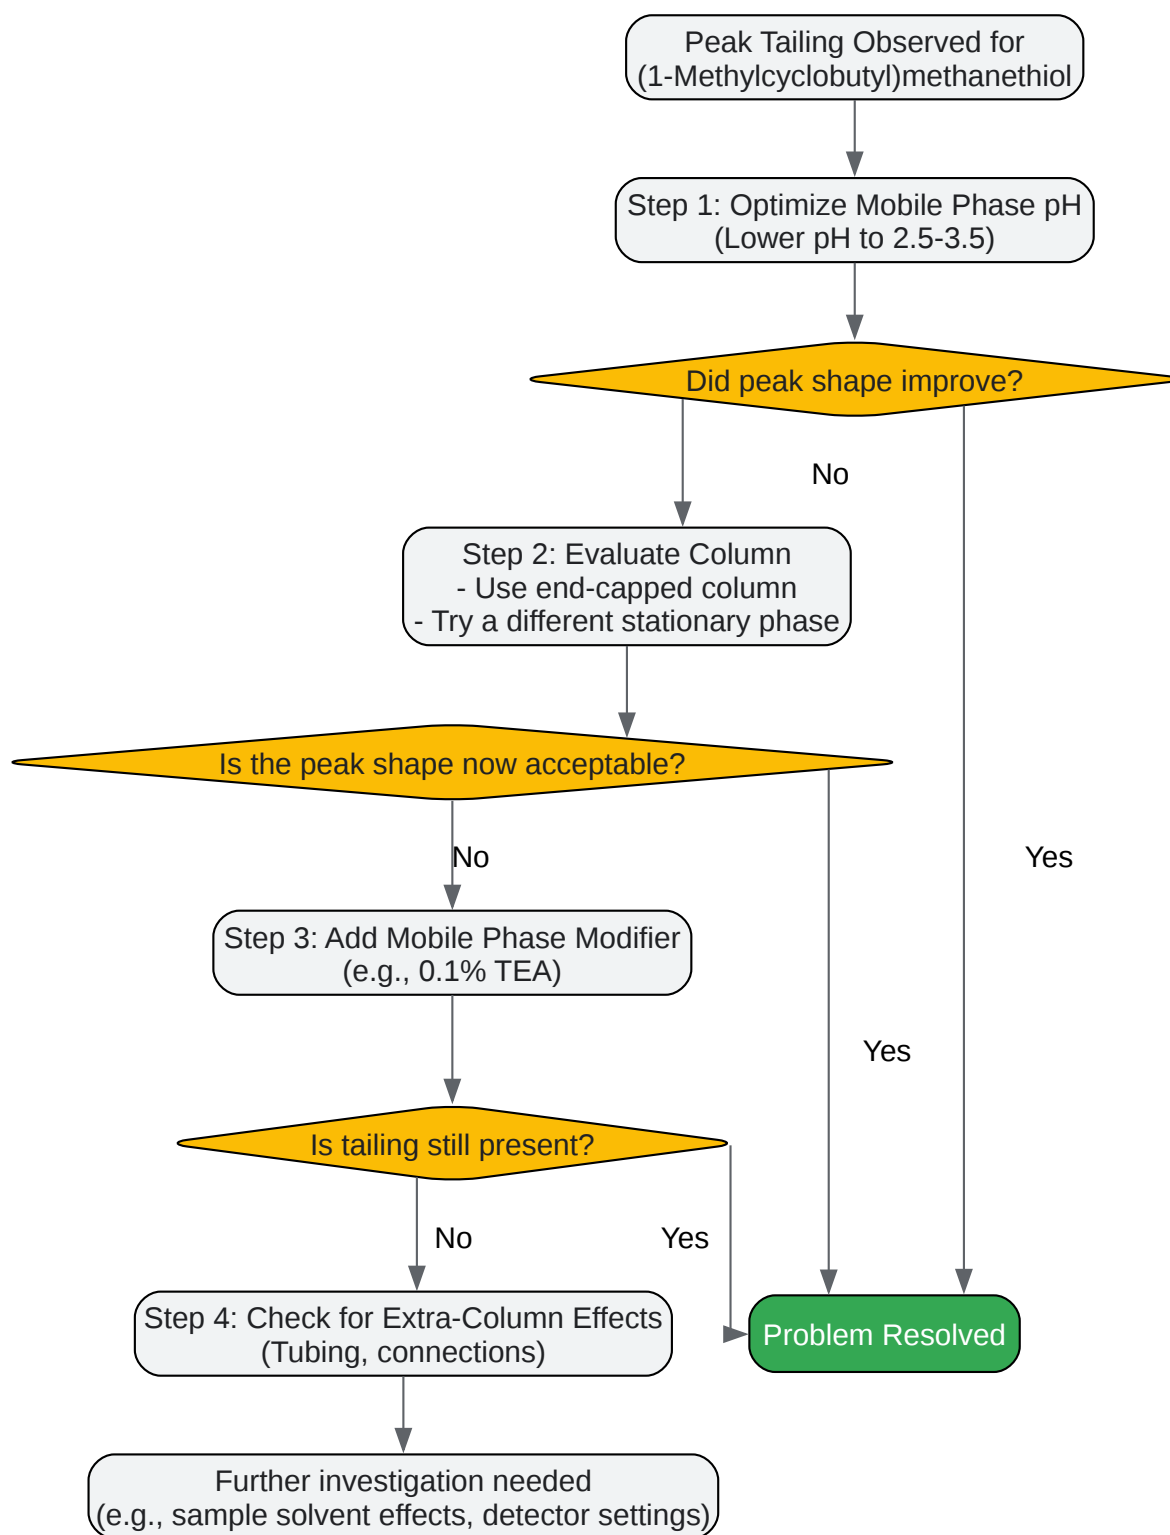 Peak Tailing Observed for
(1-Methylcyclobutyl)methanethiol
Step 1: Optimize Mobile Phase pH
(Lower pH to 2.5-3.5)
Did peak shape improve?
No
Step 2: Evaluate Column
- Use end-capped column
- Try a different stationary phase
Is the peak shape now acceptable?
No
Yes
Step 3: Add Mobile Phase Modifier
(e.g., 0.1% TEA)
Yes
Is tailing still present?
No
Yes
Step 4: Check for Extra-Column Effects
(Tubing, connections)
Problem Resolved
Further investigation needed
(e.g., sample solvent effects, detector settings)